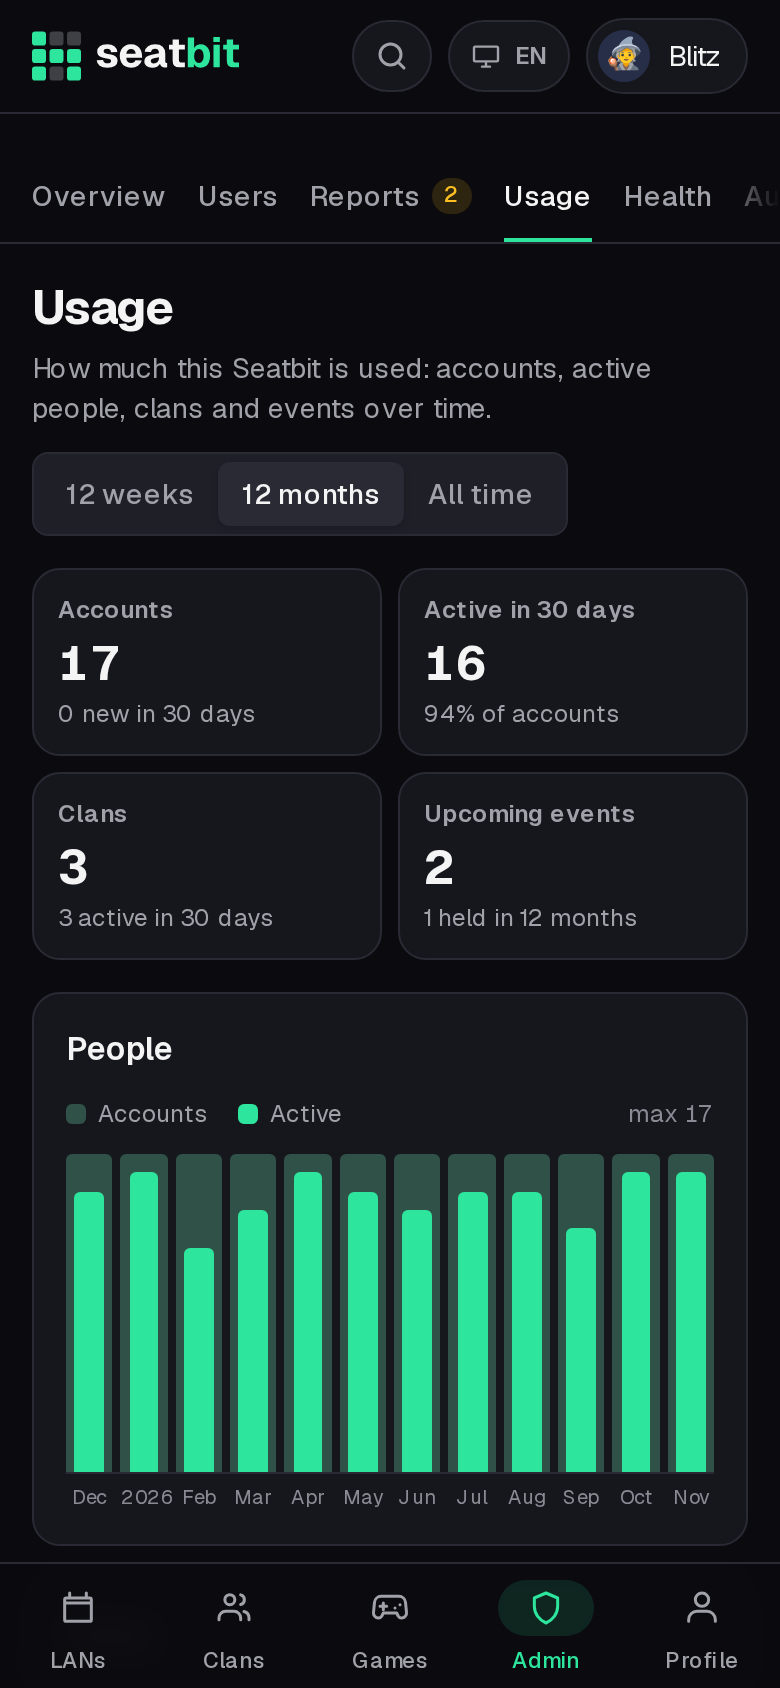 seatbit
EN
Blitz
Overview Users Reports 2 Usage Health Au
Usage
How much this Seatbit is used: accounts, active
people, clans and events over time.
12 weeks 12 months All time
Accounts
17
0 new in 30 days
Active in 30 days
16
94% of accounts
Clans
3
3 active in 30 days
Upcoming events
2
1 held in 12 months
People
Accounts Active max 17
Dec 2026 Feb Mar Apr May Jun Jul Aug Sep Oct Nov
LANs Clans Games Admin Profile